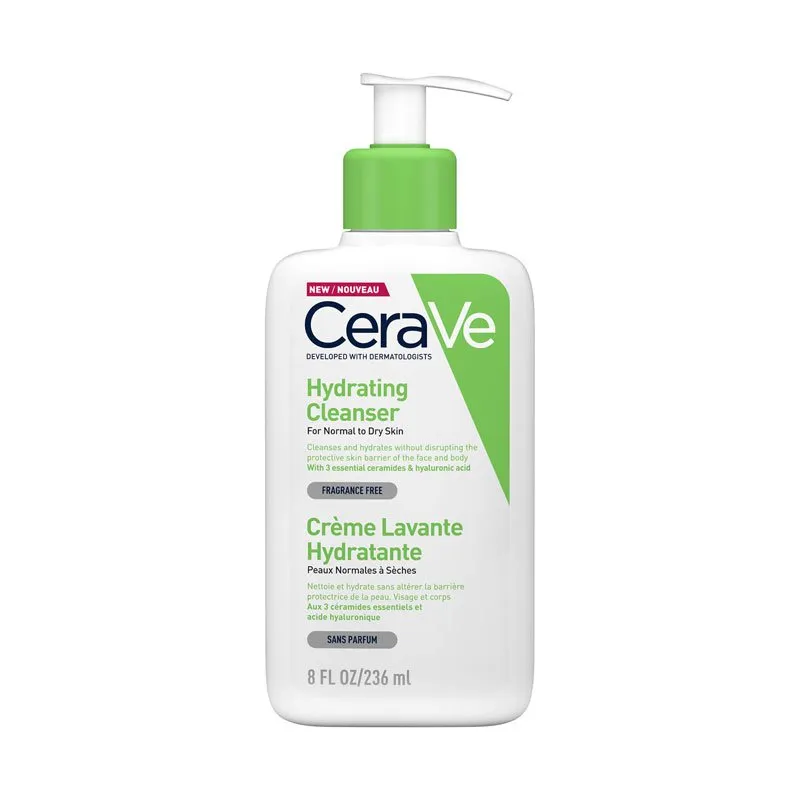 NEW / NOUVEAU
CeraVe
DEVELOPED WITH DERMATOLOGISTS
Hydrating
Cleanser
For Normal to Dry Skin
Cleanses and hydrates without disrupting the
protective skin barrier of the face and body
With 3 essential ceramides & hyaluronic acid
FRAGRANCE FREE
Crème Lavante
Hydratante
Peaux Normales à Sèches
Nettoie et hydrate sans altérer la barrière
protectrice de la peau. Visage et corps
Aux 3 céramides essentiels et
acide hyaluronique
SANS PARFUM
8 FL OZ/236 ml